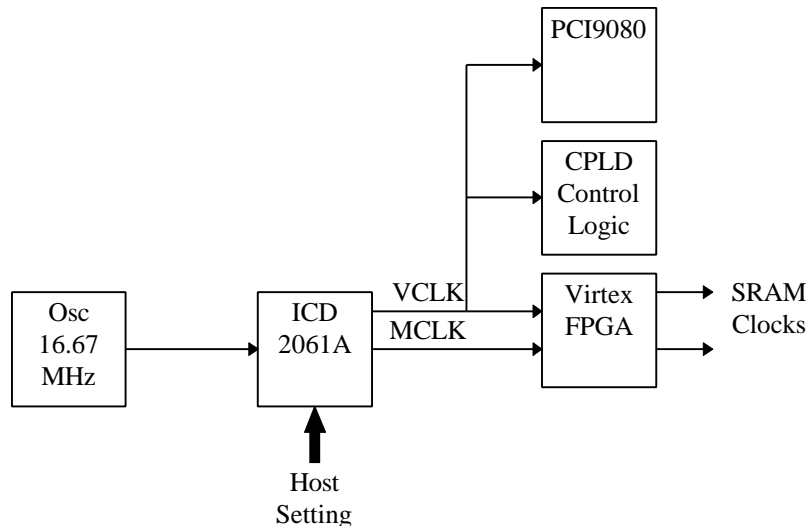 PCI9080
CPLD
Control
Logic
VCLK
MCLK
Osc
16.67
MHz
ICD
2061A
Virtex
FPGA
SRAM
Clocks
Host
Setting